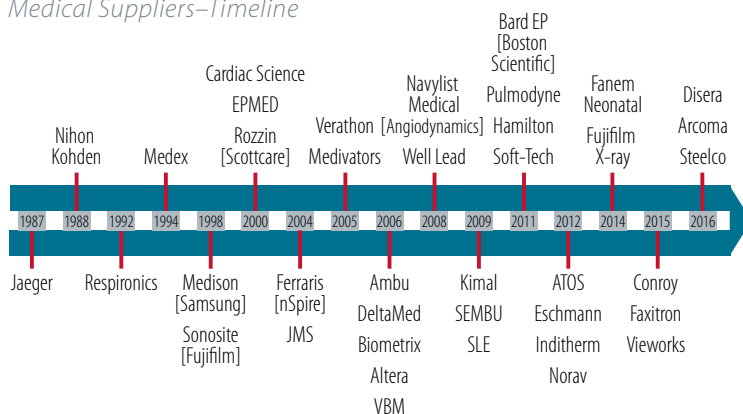 Medical Suppliers–Timeline
Bard EP
[Boston
Scientific]
Pulmodyne
Hamilton
Soft-Tech
Cardiac Science
EPMED
Rozzin
[Scottcare]
Navylist
Medical
[Angiodynamics]
Well Lead
Fanem
Neonatal
Fujifilm
X-ray
Disera
Arcoma
Steelco
Nihon
Kohden
Medex
Verathon
Medivators
1987 1988 1992 1994 1998 2000 2004 2005 2006 2008 2009 2011 2012 2014 2015 2016
Jaeger
Respironics
Medison
[Samsung]
Sonosite
[Fujifilm]
Ferraris
[nSpire]
JMS
Ambu
DeltaMed
Biometrix
Altera
VBM
Kimal
SEMBU
SLE
ATOS
Eschmann
Inditherm
Norav
Conroy
Faxitron
Vieworks